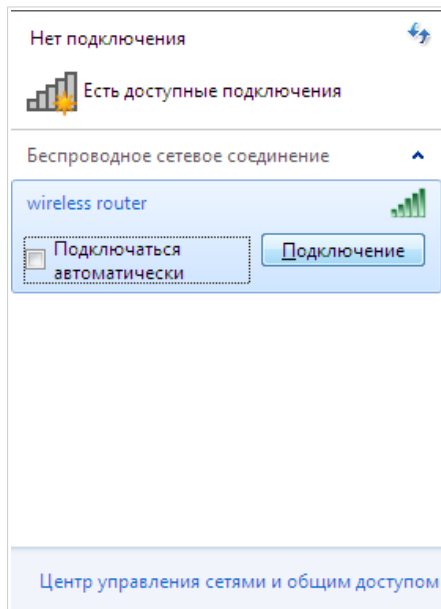 Нет подключения
Есть доступные подключения
Беспроводное сетевое соединение
wireless router
Подключаться
автоматически
Подключение
Центр управления сетями и общим доступом